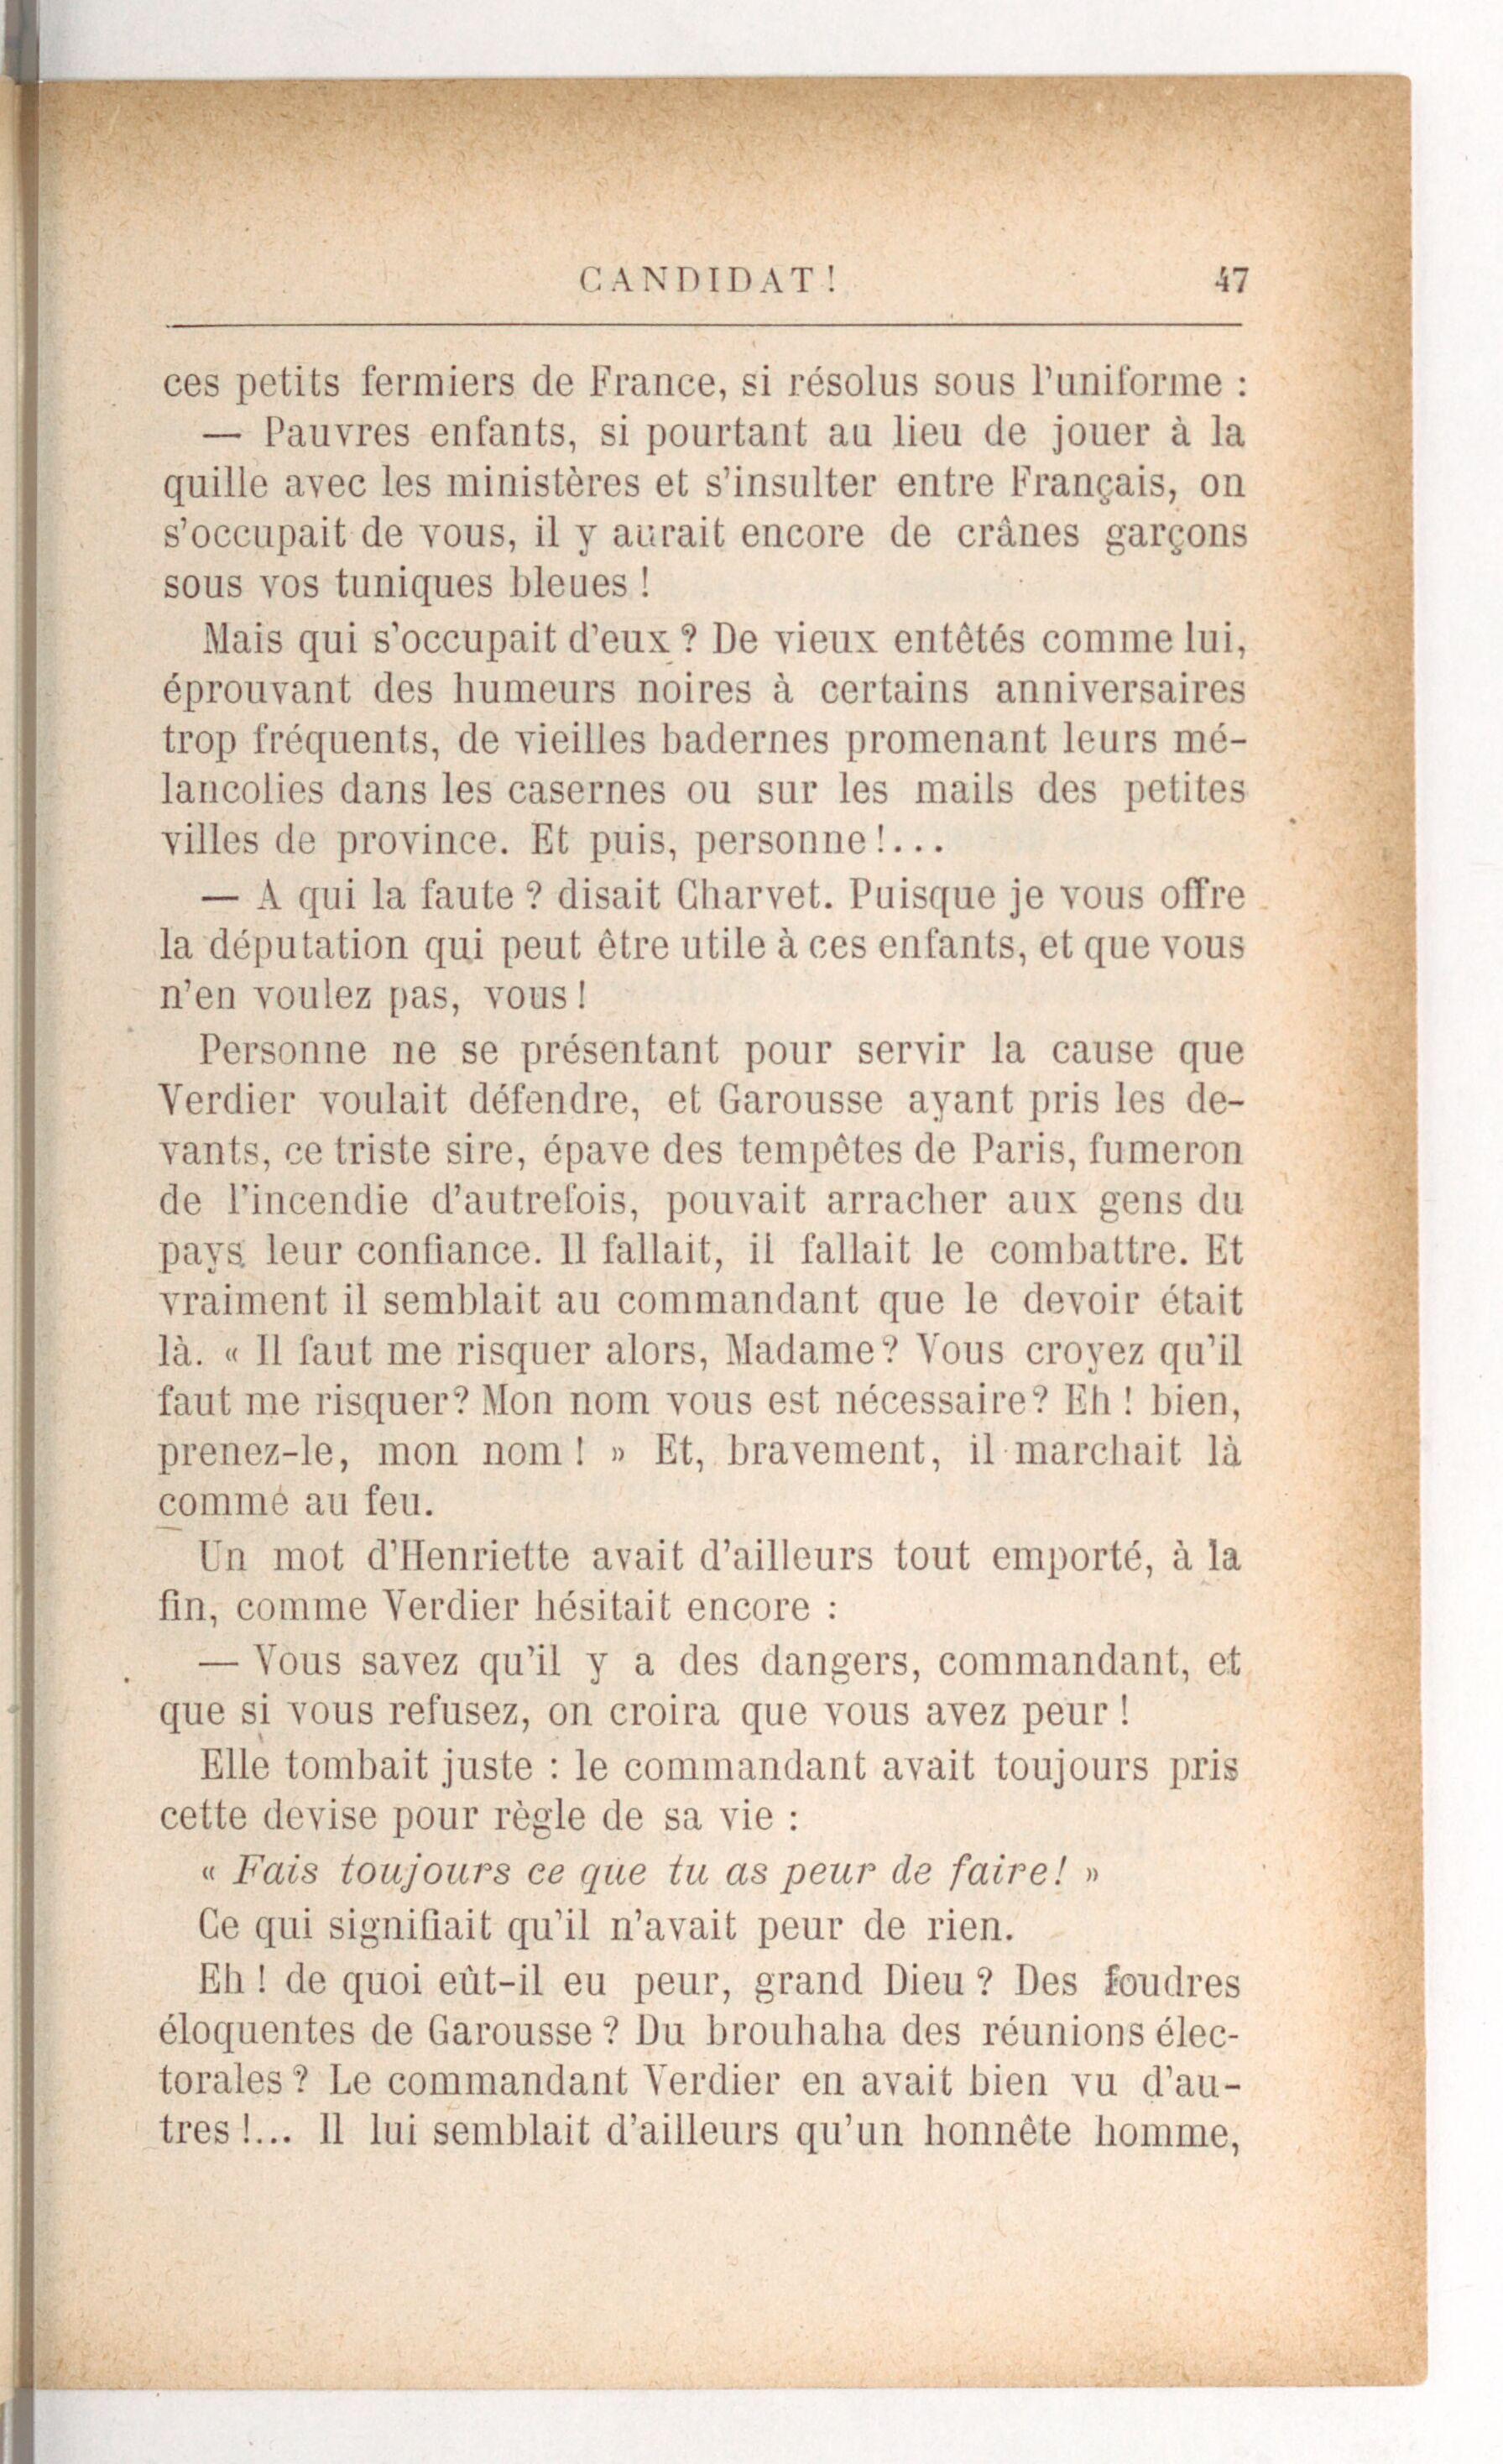 CANDIDAT! 47
ces petits fermiers de France, si résolus sous l'uniforme :
— Pauvres enfants, si pourtant au lieu de jouer à la
quille avec les ministères et s'insulter entre Français, on
s'occupait de vous, il y aurait encore de crânes garçons
sous vos tuniques bleues !
Mais qui s'occupait d'eux ? De vieux entêtés comme lui,
éprouvant des humeurs noires à certains anniversaires
trop fréquents, de vieilles badernes promenant leurs mé-
lancolies dans les casernes ou sur les mails des petites
villes de province. Et puis, personne !...
— A qui la faute ? disait Charvet. Puisque je vous offre
la députation qui peut être utile à ces enfants, et que vous
n'en voulez pas, vous !
Personne ne se présentant pour servir la cause que
Verdier voulait défendre, et Garousse ayant pris les de-
vants, ce triste sire, épave des tempêtes de Paris, fumeron
de l'incendie d'autrefois, pouvait arracher aux gens du
pays leur confiance. Il fallait, il fallait le combattre. Et
vraiment il semblait au commandant que le devoir était
là. « Il faut me risquer alors, Madame? Vous croyez qu'il
faut me risquer? Mon nom vous est nécessaire? Eh ! bien,
prenez-le, mon nom ! » Et, bravement, il marchait là
comme au feu.
Un mot d'Henriette avait d'ailleurs tout emporté, à la
fin, comme Verdier hésitait encore :
— Vous savez qu'il y a des dangers, commandant, et
que si vous refusez, on croira que vous avez peur !
Elle tombait juste : le commandant avait toujours pris
cette devise pour règle de sa vie :
« Fais toujours ce que tu as peur de faire! »
Ce qui signifiait qu'il n'avait peur de rien.
Eh ! de quoi eût-il eu peur, grand Dieu ? Des foudres
éloquentes de Garousse ? Du brouhaha des réunions élec-
torales ? Le commandant Verdier en avait bien vu d'au-
tres !... Il lui semblait d'ailleurs qu'un honnête homme,